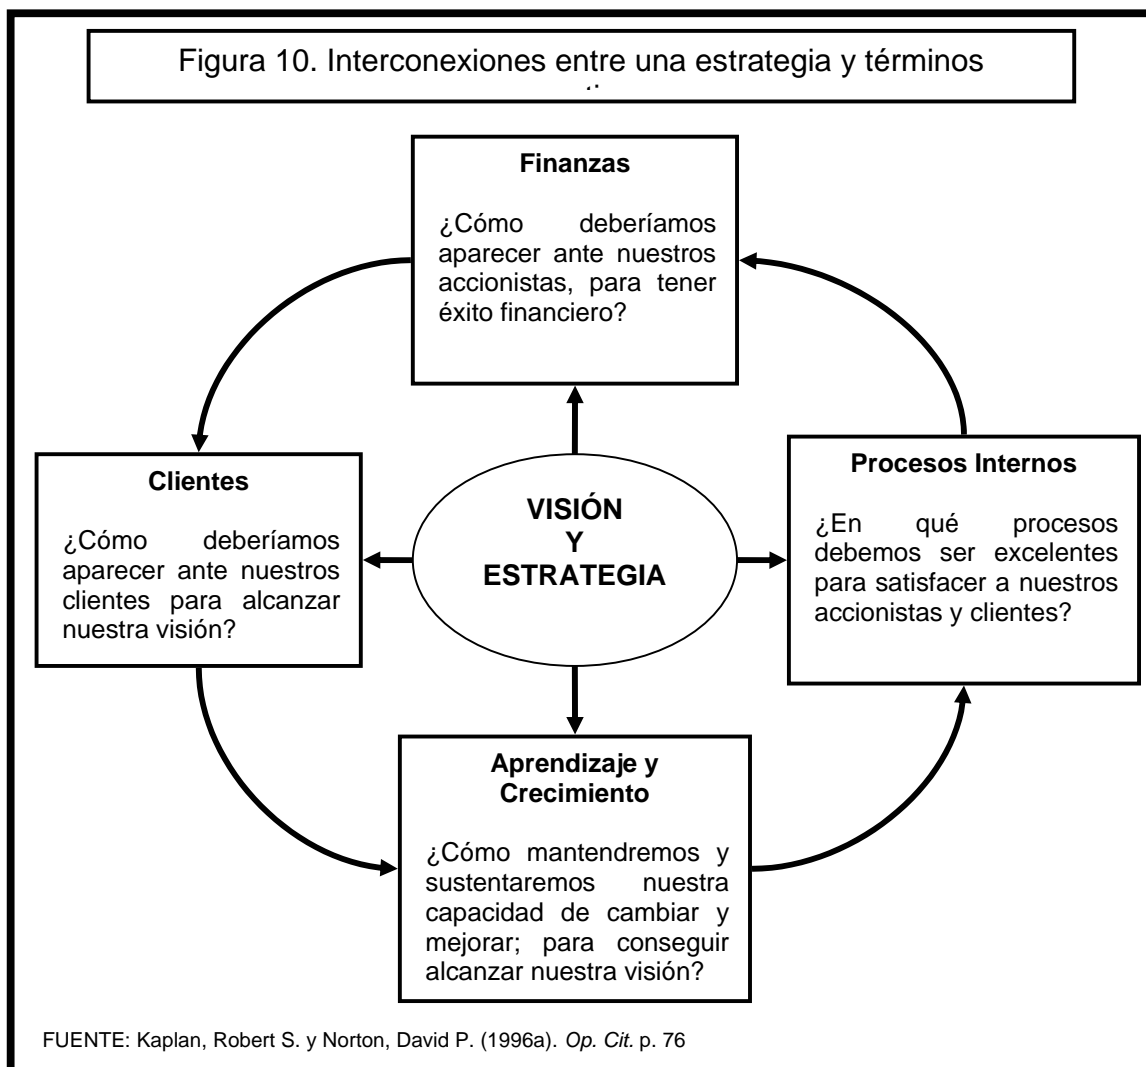 Figura 10. Interconexiones entre una estrategia y términos
Finanzas
¿Cómo deberíamos
aparecer ante nuestros
accionistas, para tener
éxito financiero?
Clientes
¿Cómo deberíamos
aparecer ante nuestros
clientes para alcanzar
nuestra visión?
VISIÓN
Y
ESTRATEGIA
Procesos Internos
¿En qué procesos
debemos ser excelentes
para satisfacer a nuestros
accionistas y clientes?
Aprendizaje y
Crecimiento
¿Cómo mantendremos y
sustentaremos nuestra
capacidad de cambiar y
mejorar; para conseguir
alcanzar nuestra visión?
FUENTE: Kaplan, Robert S. y Norton, David P. (1996a). Op. Cit. p. 76